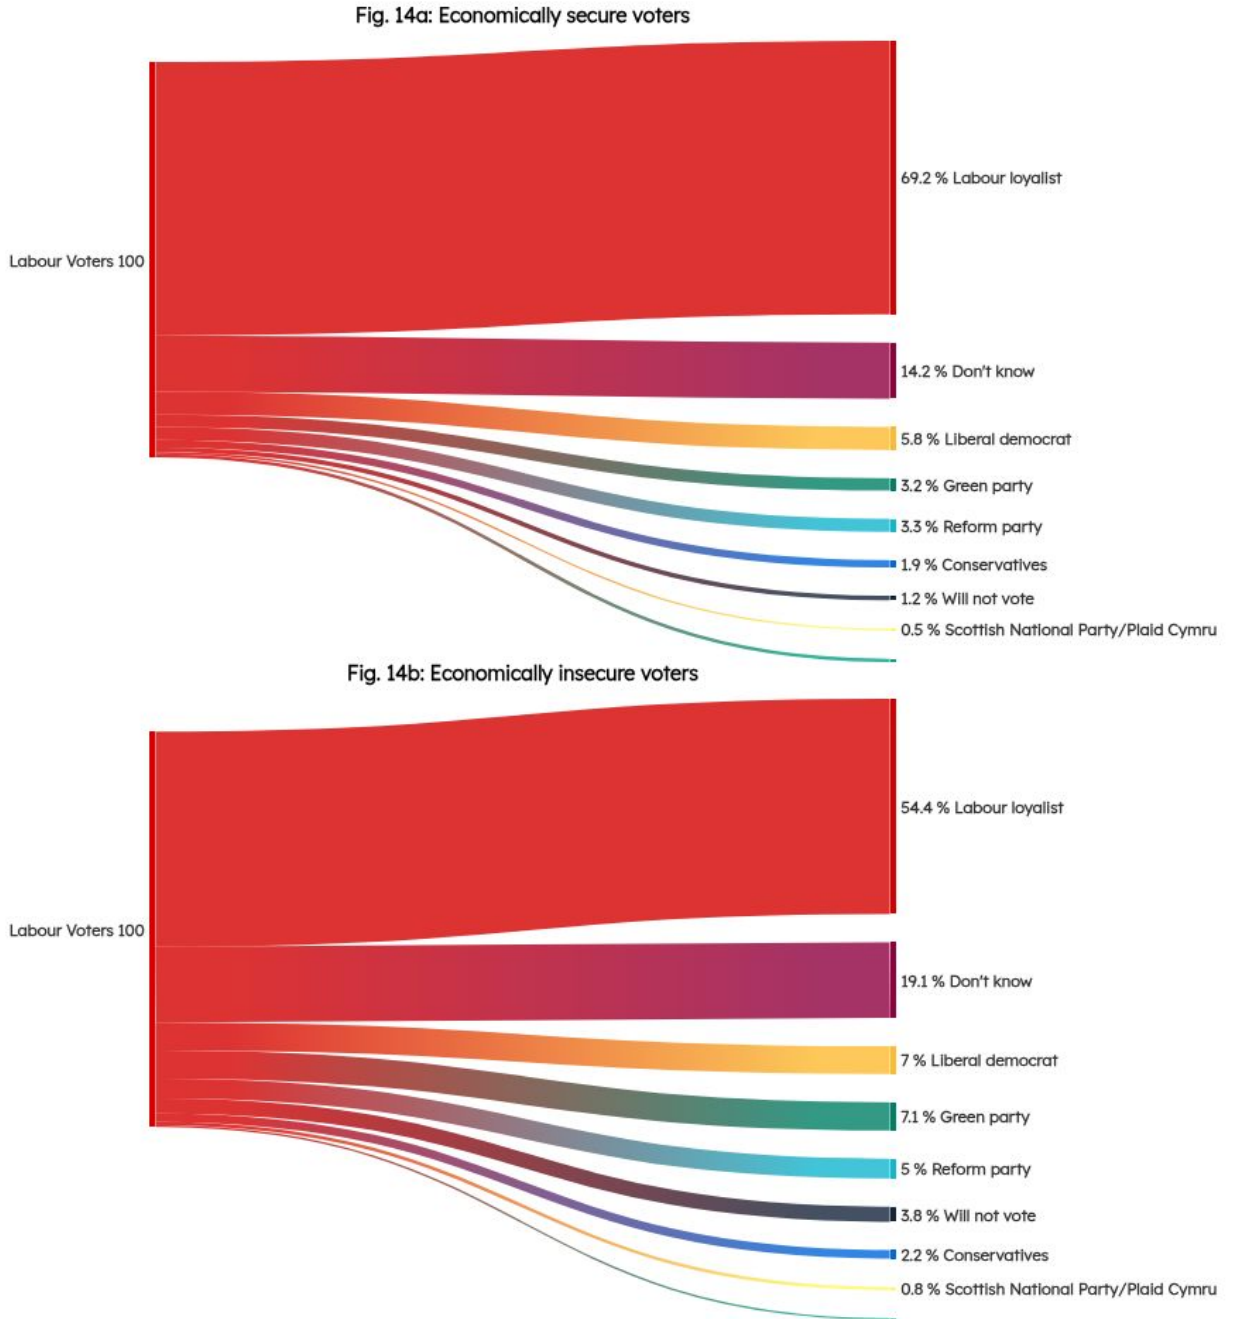 Fig. 14a: Economically secure voters
69.2 % Labour loyalist
Labour Voters 100
14.2 % Don't know
5.8 % Liberal democrat
3.2 % Green party
3.3 % Reform party
1.9 % Conservatives
1.2 % Will not vote
0.5 % Scottish National Party/Plaid Cymru
Fig. 14b: Economically insecure voters
54.4 % Labour loyalist
Labour Voters 100
19.1 % Don't know
7 % Liberal democrat
7.1 % Green party
5 % Reform party
3.8 % Will not vote
2.2 % Conservatives
0.8 % Scottish National Party/Plaid Cymru